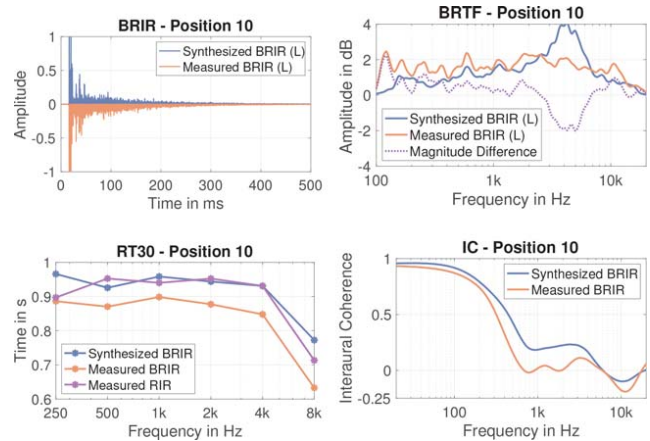 BRIR - Position 10
1
0.5
0
-0.5
-1
Amplitude
Synthesized BRIR (L)
Measured BRIR (L)
0 100 200 300 400 500
Time in ms
BRTF - Position 10
4
2
0
-2
-4
Amplitude in dB
Synthesized BRIR (L)
Measured BRIR (L)
Magnitude Difference
100 1k 10k
Frequency in Hz
RT30 - Position 10
1
0.9
0.8
0.7
0.6
Time in s
Synthesized BRIR
Measured BRIR
Measured RIR
250 500 1k 2k 4k 8k
Frequency in Hz
IC - Position 10
1
0.5
0
-0.25
Interaural Coherence
Synthesized BRIR
Measured BRIR
100 1k 10k
Frequency in Hz